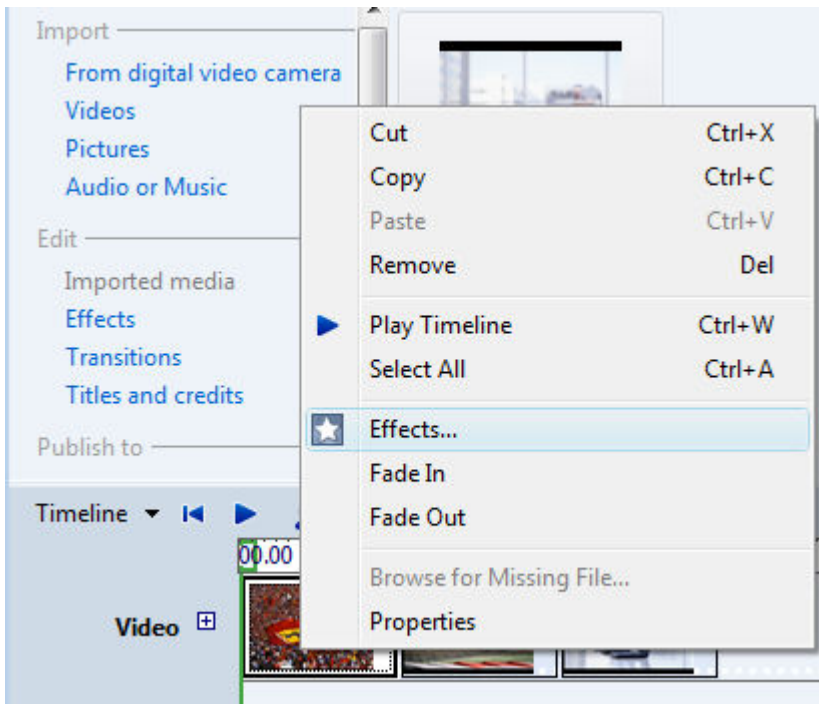 Import
From digital video camera
Videos
Pictures
Audio or Music
Edit
Imported media
Effects
Transitions
Titles and credits
Publish to
Cut Ctrl+X
Copy Ctrl+C
Paste Ctrl+V
Remove Del
Play Timeline Ctrl+W
Select All Ctrl+A
Effects...
Fade In
Fade Out
Browse for Missing File...
Properties
Timeline
00.00
Video